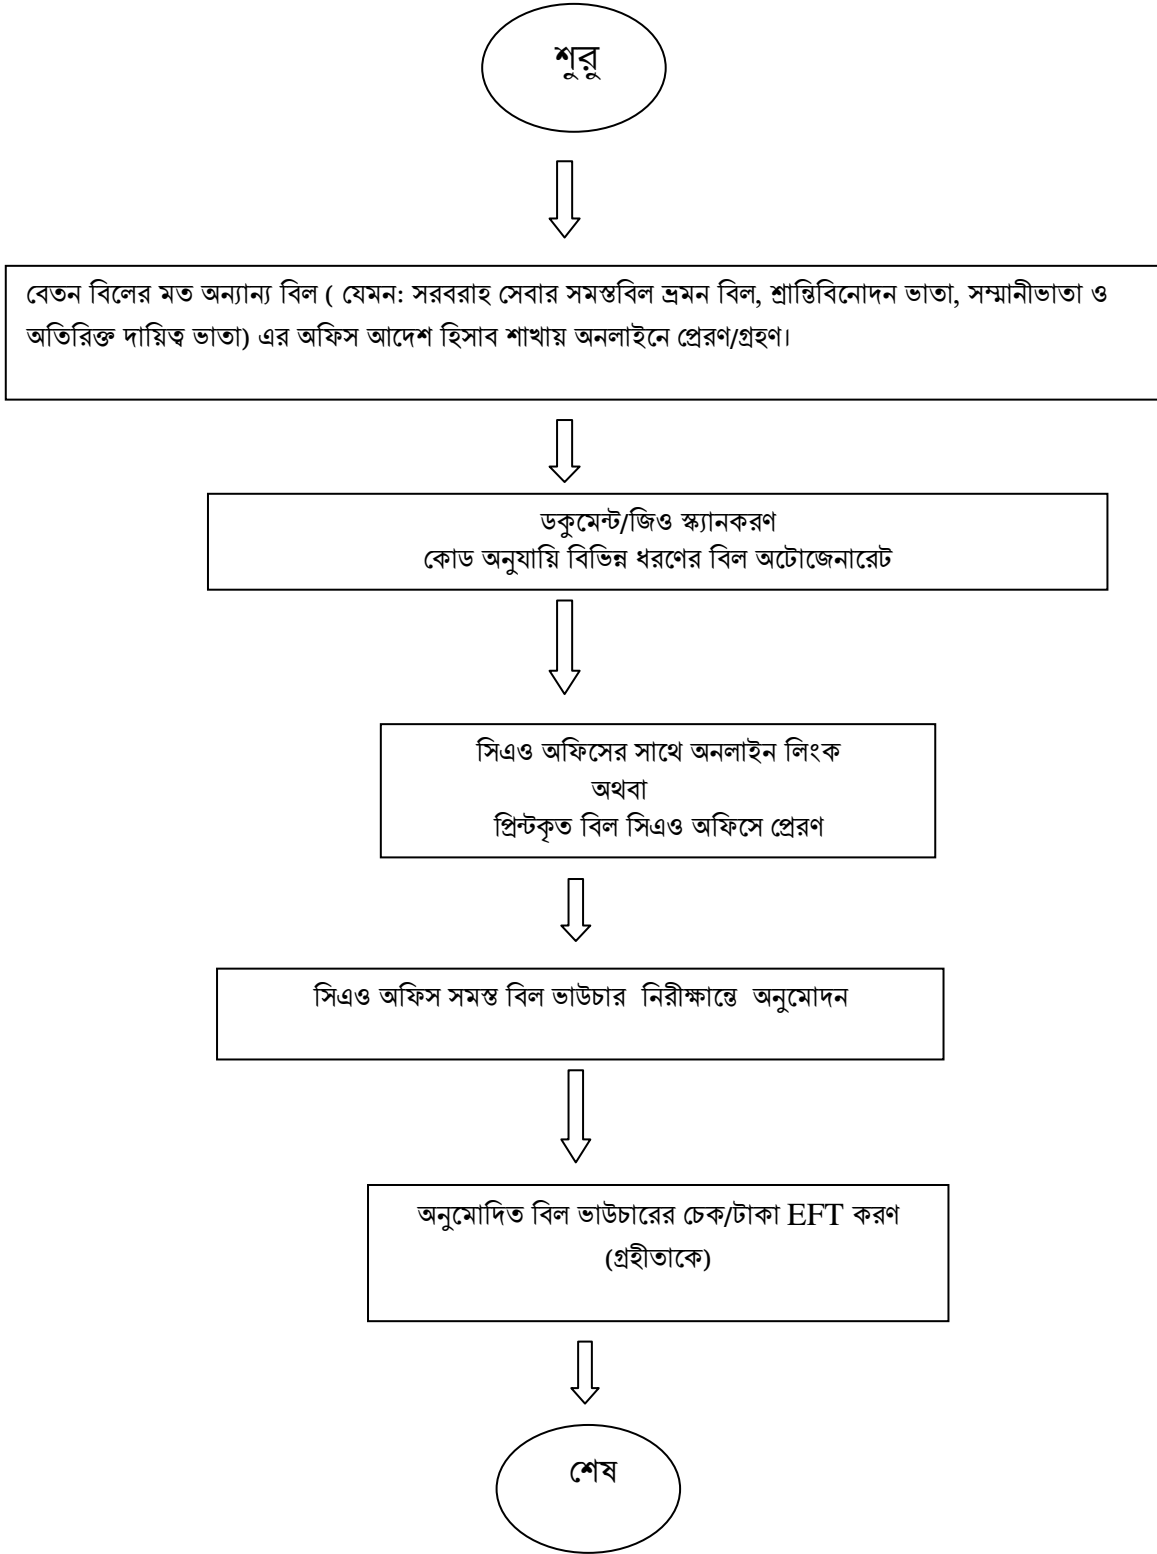 শুরু
বেতন বিলের মত অন্যান্য বিল ( যেমন: সরবরাহ সেবার সমস্তবিল ভ্রমন বিল, শ্রান্তিবিনোদন ভাতা, সম্মানীভাতা ও
অতিরিক্ত দায়িত্ব ভাতা) এর অফিস আদেশ হিসাব শাখায় অনলাইনে প্রেরণ/গ্রহণ।
ডকুমেন্ট/জিও স্ক্যানকরণ
কোড অনুযায়ি বিভিন্ন ধরণের বিল অটোজেনারেট
সিএও অফিসের সাথে অনলাইন লিংক
অথবা
প্রিন্টকৃত বিল সিএও অফিসে প্রেরণ
সিএও অফিস সমস্ত বিল ভাউচার নিরীক্ষান্তে অনুমোদন
অনুমোদিত বিল ভাউচারের চেক/টাকা EFT করণ
(গ্রহীতাকে)
শেষ